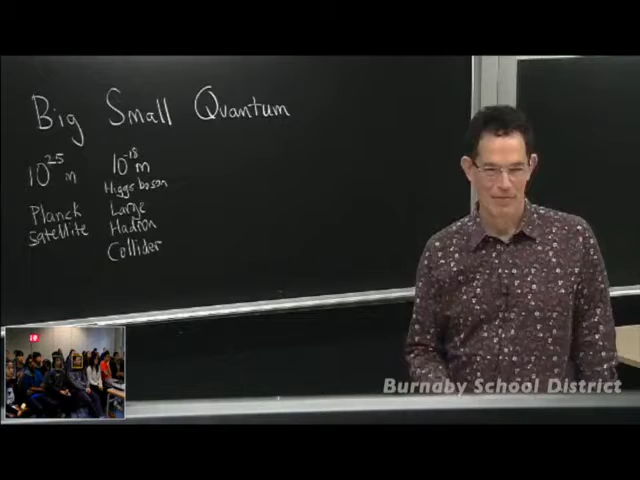 Big Small Quantum
10^25 m
Planck
Satellite
10^-18 m
Higgs boson
Large
Hadron
Collider
Burnaby School District